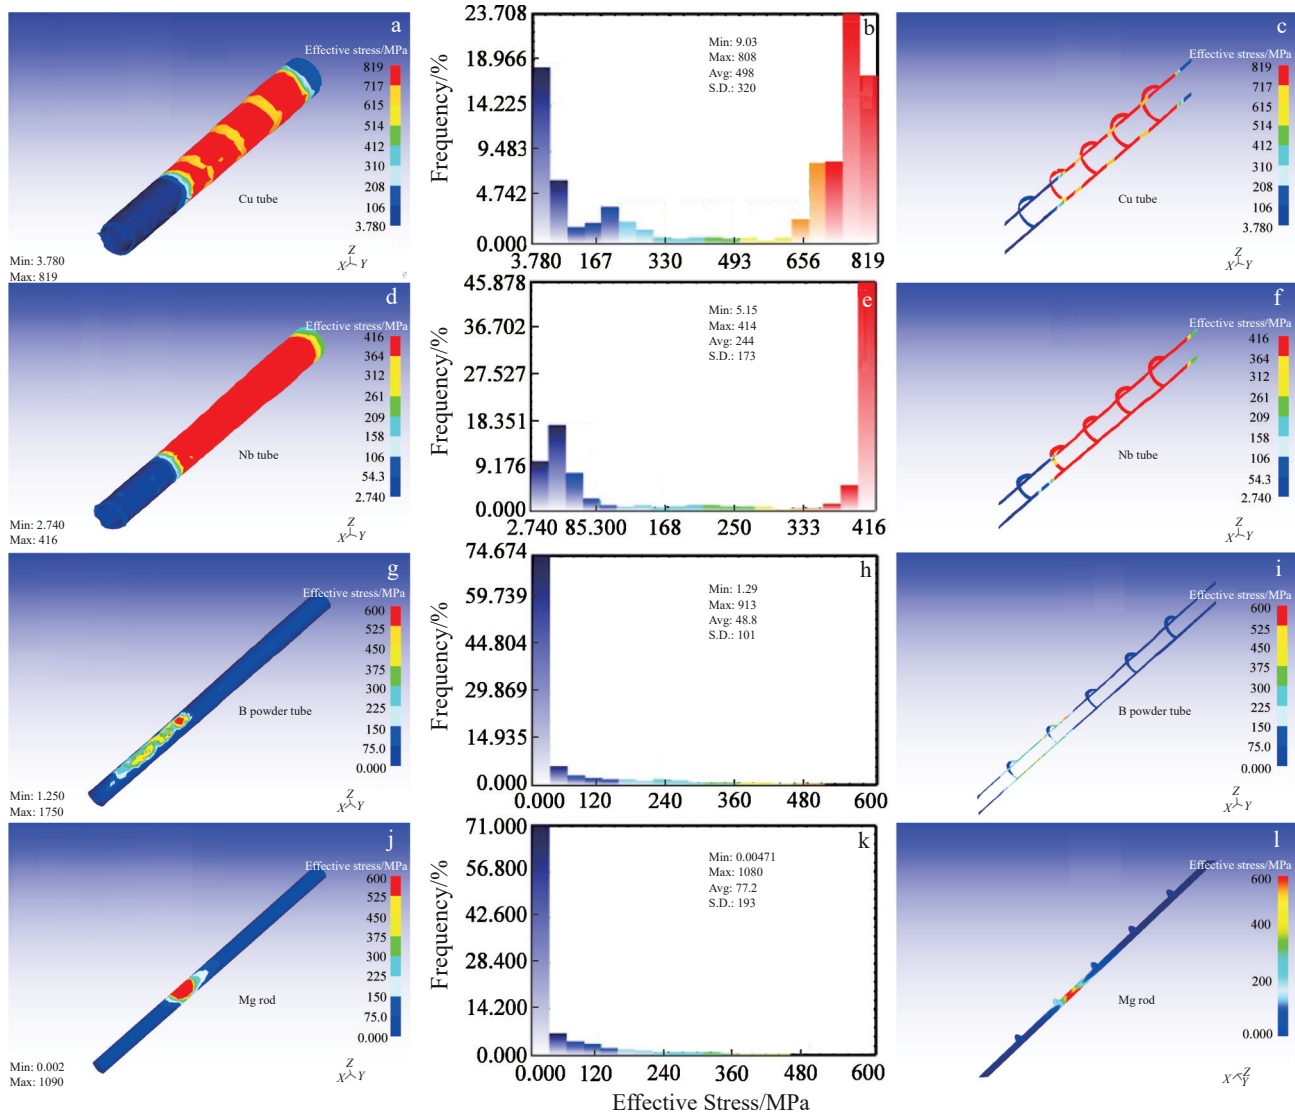 a
Effective stress/MPa
819
717
615
514
412
310
208
106
3.780
Cu tube
Z
X Y
Min: 3.780
Max: 819
b
Frequency/%
23.708
18.966
14.225
9.483
4.742
0.000
Min: 9.03
Max: 808
Avg: 498
S.D.: 320
3.780 167 330 493 656 819
c
Effective stress/MPa
819
717
615
514
412
310
208
106
3.780
Cu tube
Z
X Y
d
Effective stress/MPa
416
364
312
261
209
158
106
54.3
2.740
Nb tube
Z
X Y
Min: 2.740
Max: 416
e
Frequency/%
45.878
36.702
27.527
18.351
9.176
0.000
Min: 5.15
Max: 414
Avg: 244
S.D.: 173
2.740 85.300 168 250 333 416
f
Effective stress/MPa
416
364
312
261
209
158
106
54.3
2.740
Nb tube
Z
X Y
g
Effective stress/MPa
600
525
450
375
300
225
150
75.0
0.000
B powder tube
Z
X Y
Min: 1.250
Max: 1750
h
Frequency/%
74.674
59.739
44.804
29.869
14.935
0.000
Min: 1.29
Max: 913
Avg: 48.8
S.D.: 101
0.000 120 240 360 480 600
i
Effective stress/MPa
600
525
450
375
300
225
150
75.0
0.000
B powder tube
Z
X Y
j
Effective stress/MPa
600
525
450
375
300
225
150
75.0
0.000
Mg rod
Z
X Y
Min: 0.002
Max: 1090
k
Frequency/%
71.000
56.800
42.600
28.400
14.200
0.000
Min: 0.00471
Max: 1080
Avg: 77.2
S.D.: 193
0.000 120 240 360 480 600
Effective Stress/MPa
l
Effective stress/MPa
600
400
200
0.000
Mg rod
Z
X Y